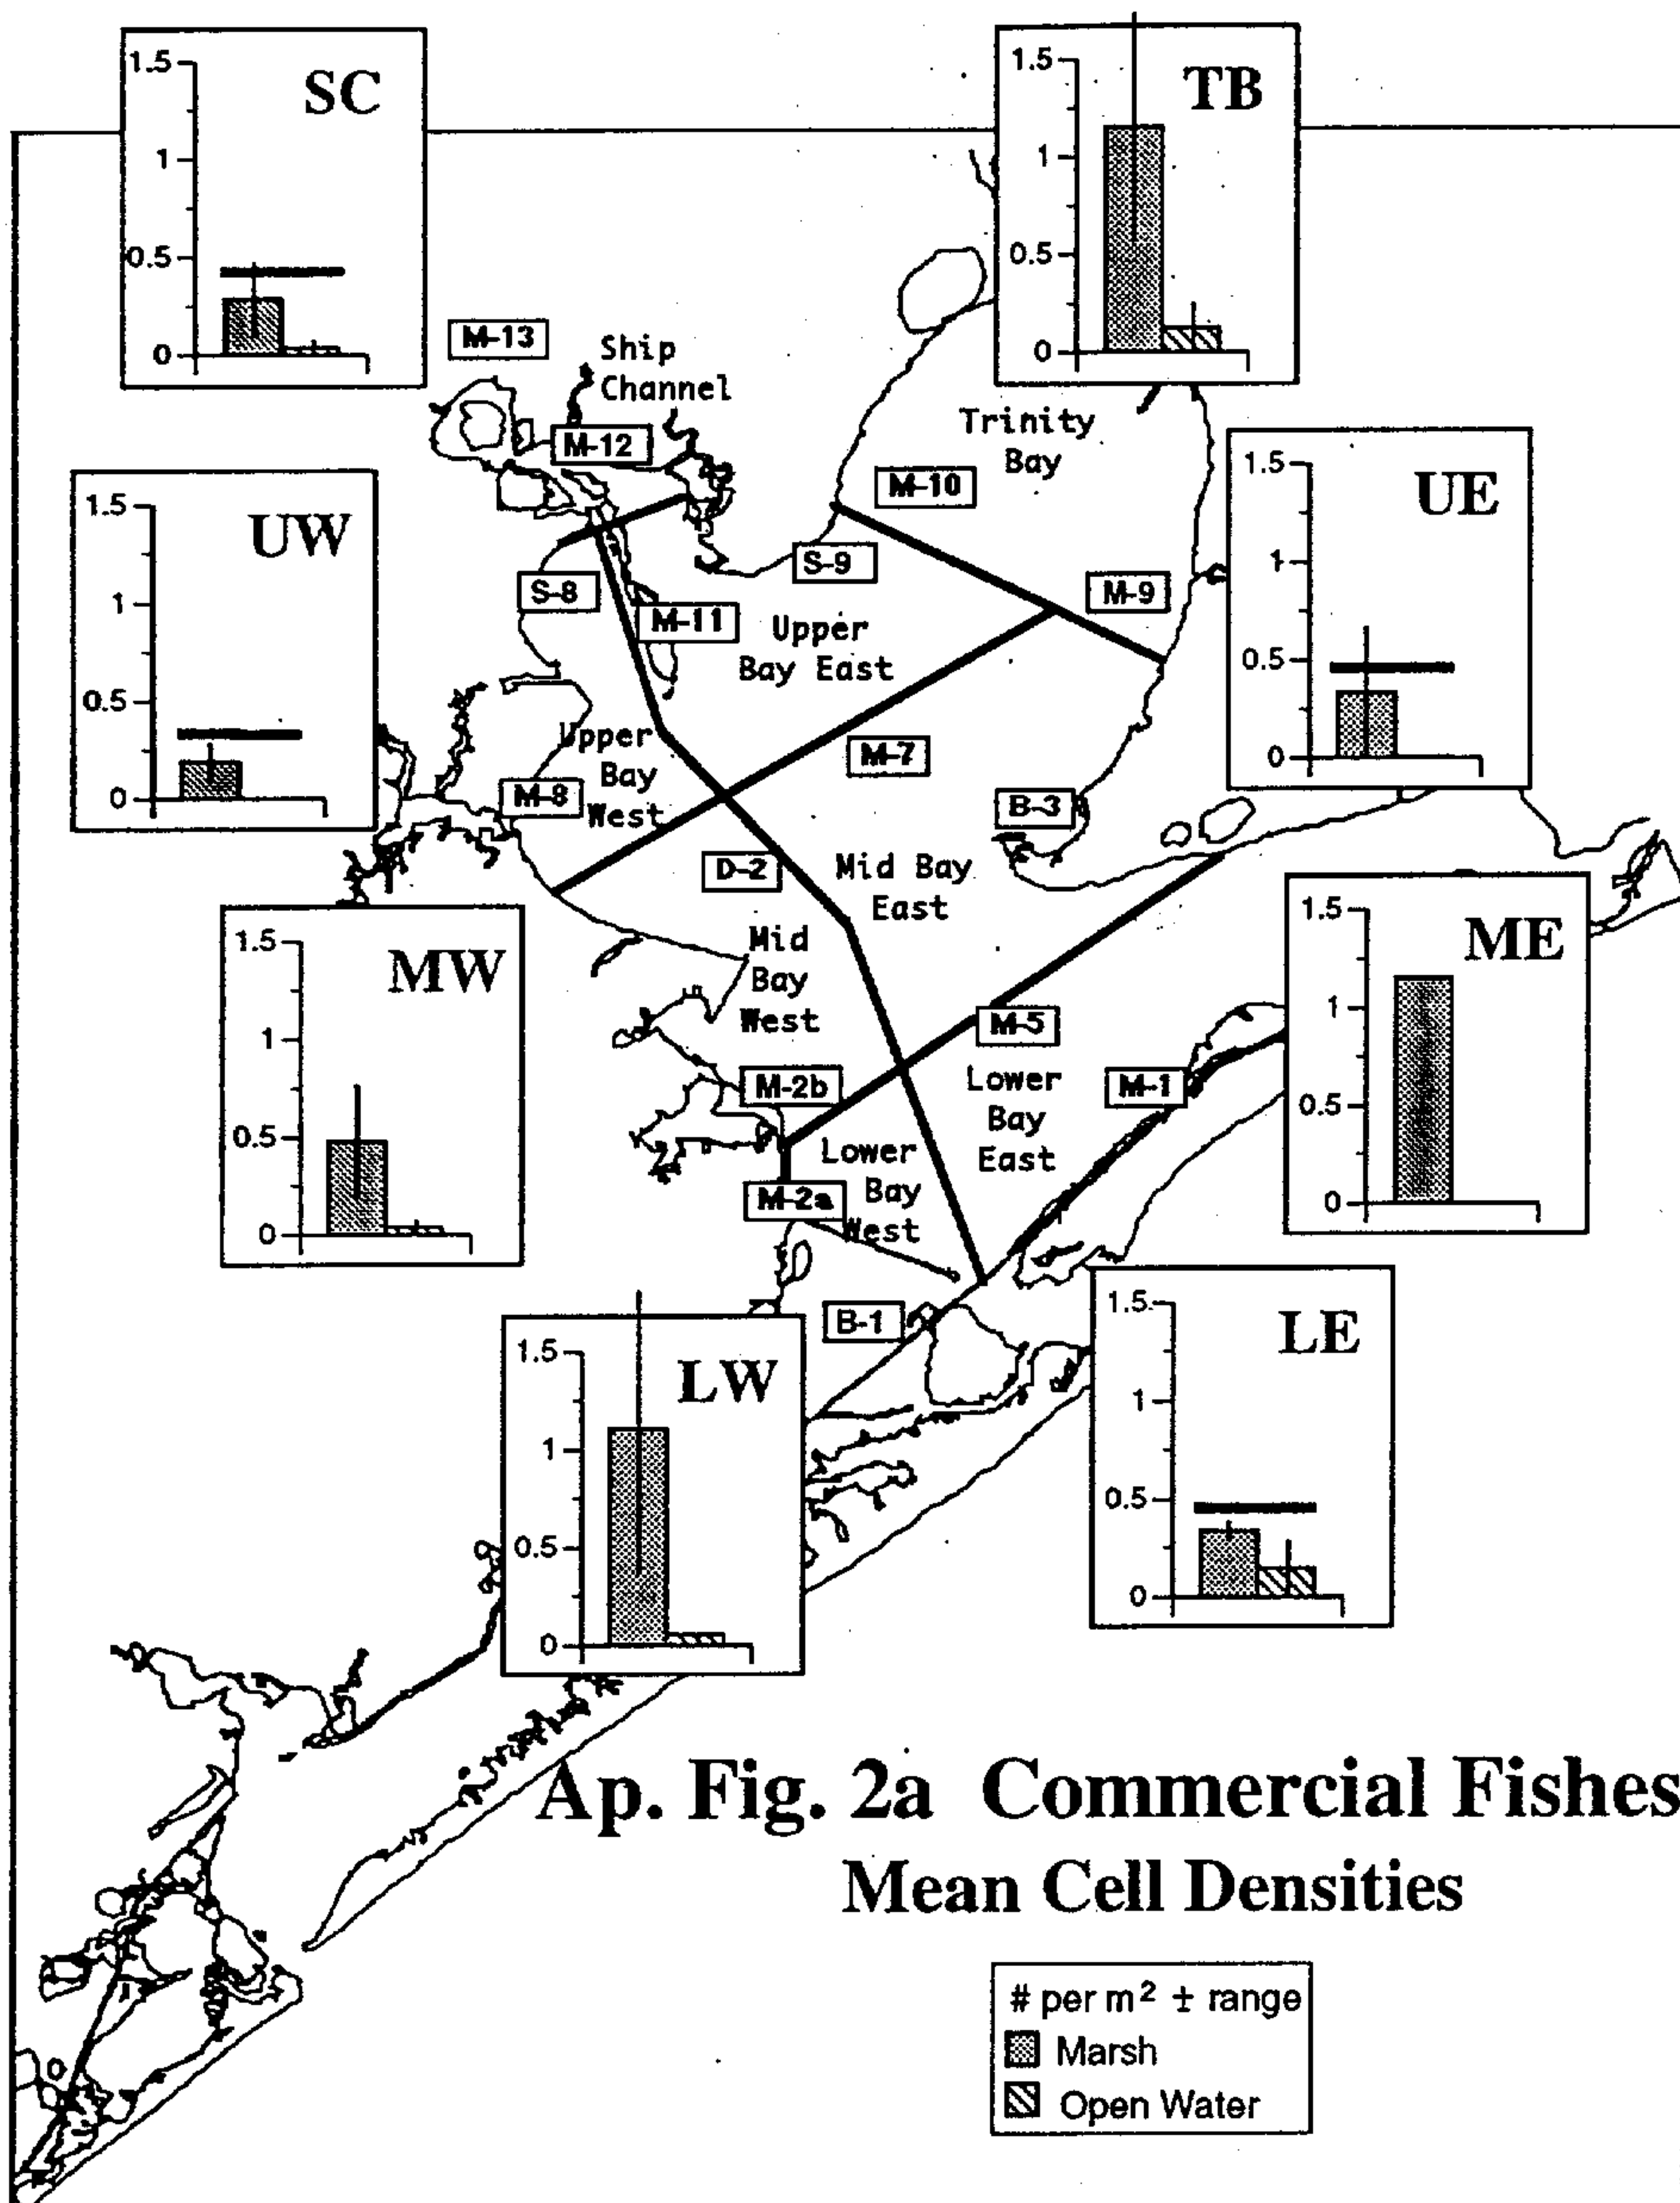 SC
1.5
1
0.5
0
TB
1.5
1
0.5
0
M-13
Ship
Channel
M-12
Trinity
Bay
M-10
UE
1.5
1
0.5
0
UW
1.5
1
0.5
0
S-9
S-8
M-9
M-11
Upper
Bay East
Upper
Bay
West
M-7
M-8
B-3
D-2
Mid Bay
East
ME
1.5
1
0.5
0
MW
1.5
1
0.5
0
Mid
Bay
West
M-5
M-2b
Lower
Bay
East
M-1
Lower
Bay
West
M-2a
B-1
LE
1.5
1
0.5
0
LW
1.5
1
0.5
0
Ap. Fig. 2a Commercial Fishes
Mean Cell Densities
# per m² ± range
Marsh
Open Water